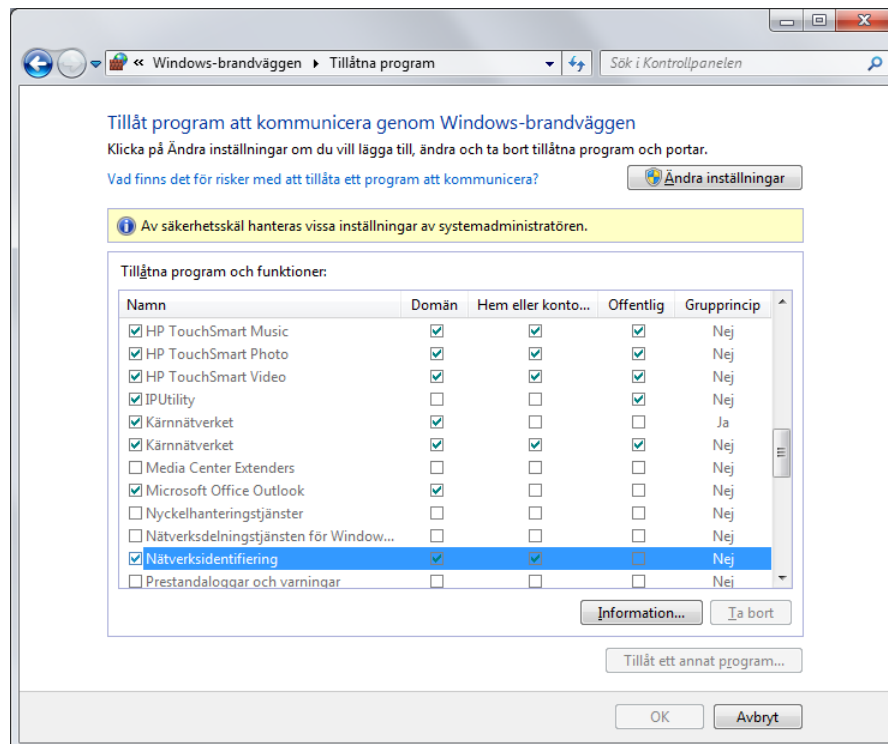 « Windows-brandväggen Tillåtna program
Sök i Kontrollpanelen
Tillåt program att kommunicera genom Windows-brandväggen
Klicka på Ändra inställningar om du vill lägga till, ändra och ta bort tillåtna program och portar.
Vad finns det för risker med att tillåta ett program att kommunicera?
Ändra inställningar
Av säkerhetsskäl hanteras vissa inställningar av systemadministratören.
Tillåtna program och funktioner:
Namn Domän Hem eller konto... Offentlig Grupprincip
HP TouchSmart Music Nej
HP TouchSmart Photo Nej
HP TouchSmart Video Nej
IPUtility Nej
Kärnnätverket Ja
Kärnnätverket Nej
Media Center Extenders Nej
Microsoft Office Outlook Nej
Nyckelhanteringstjänster Nej
Nätverksdelningstjänsten för Window... Nej
Nätverksidentifiering Nej
Prestandaloggar och varningar Nej
Information... Ta bort
Tillåt ett annat program...
OK Avbryt